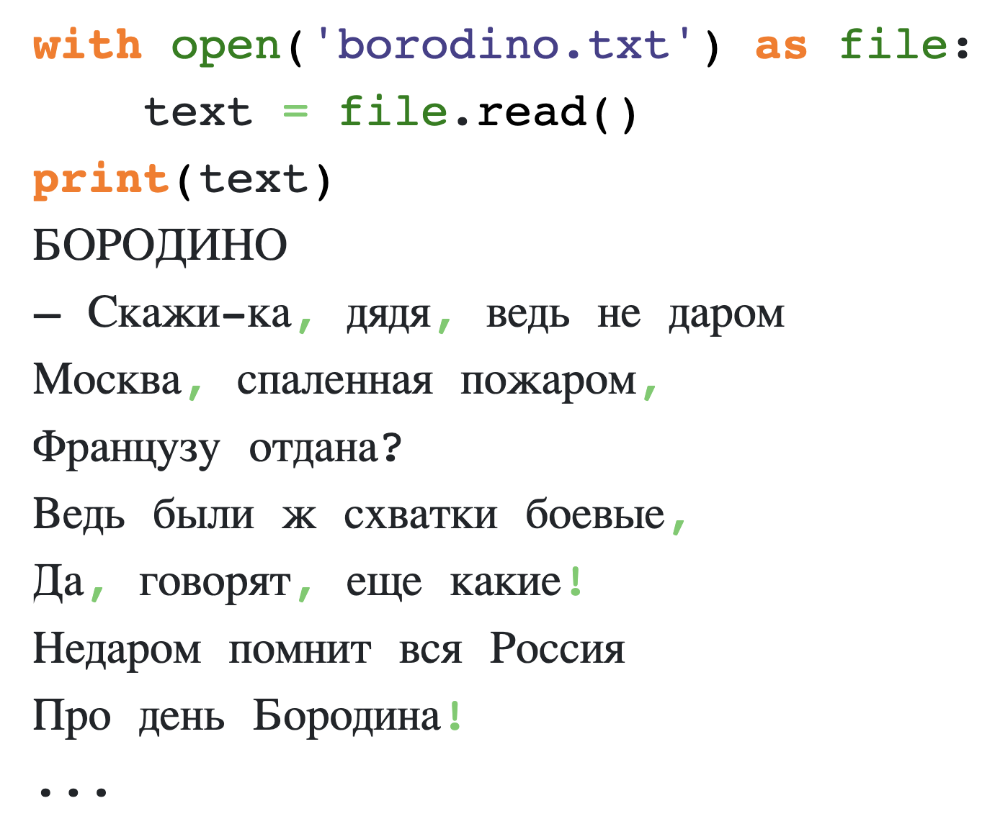 with open('borodino.txt') as file:
    text = file.read()
print(text)
БОРОДИНО
— Скажи-ка, дядя, ведь не даром
Москва, спаленная пожаром,
Французу отдана?
Ведь были ж схватки боевые,
Да, говорят, еще какие!
Недаром помнит вся Россия
Про день Бородина!
...